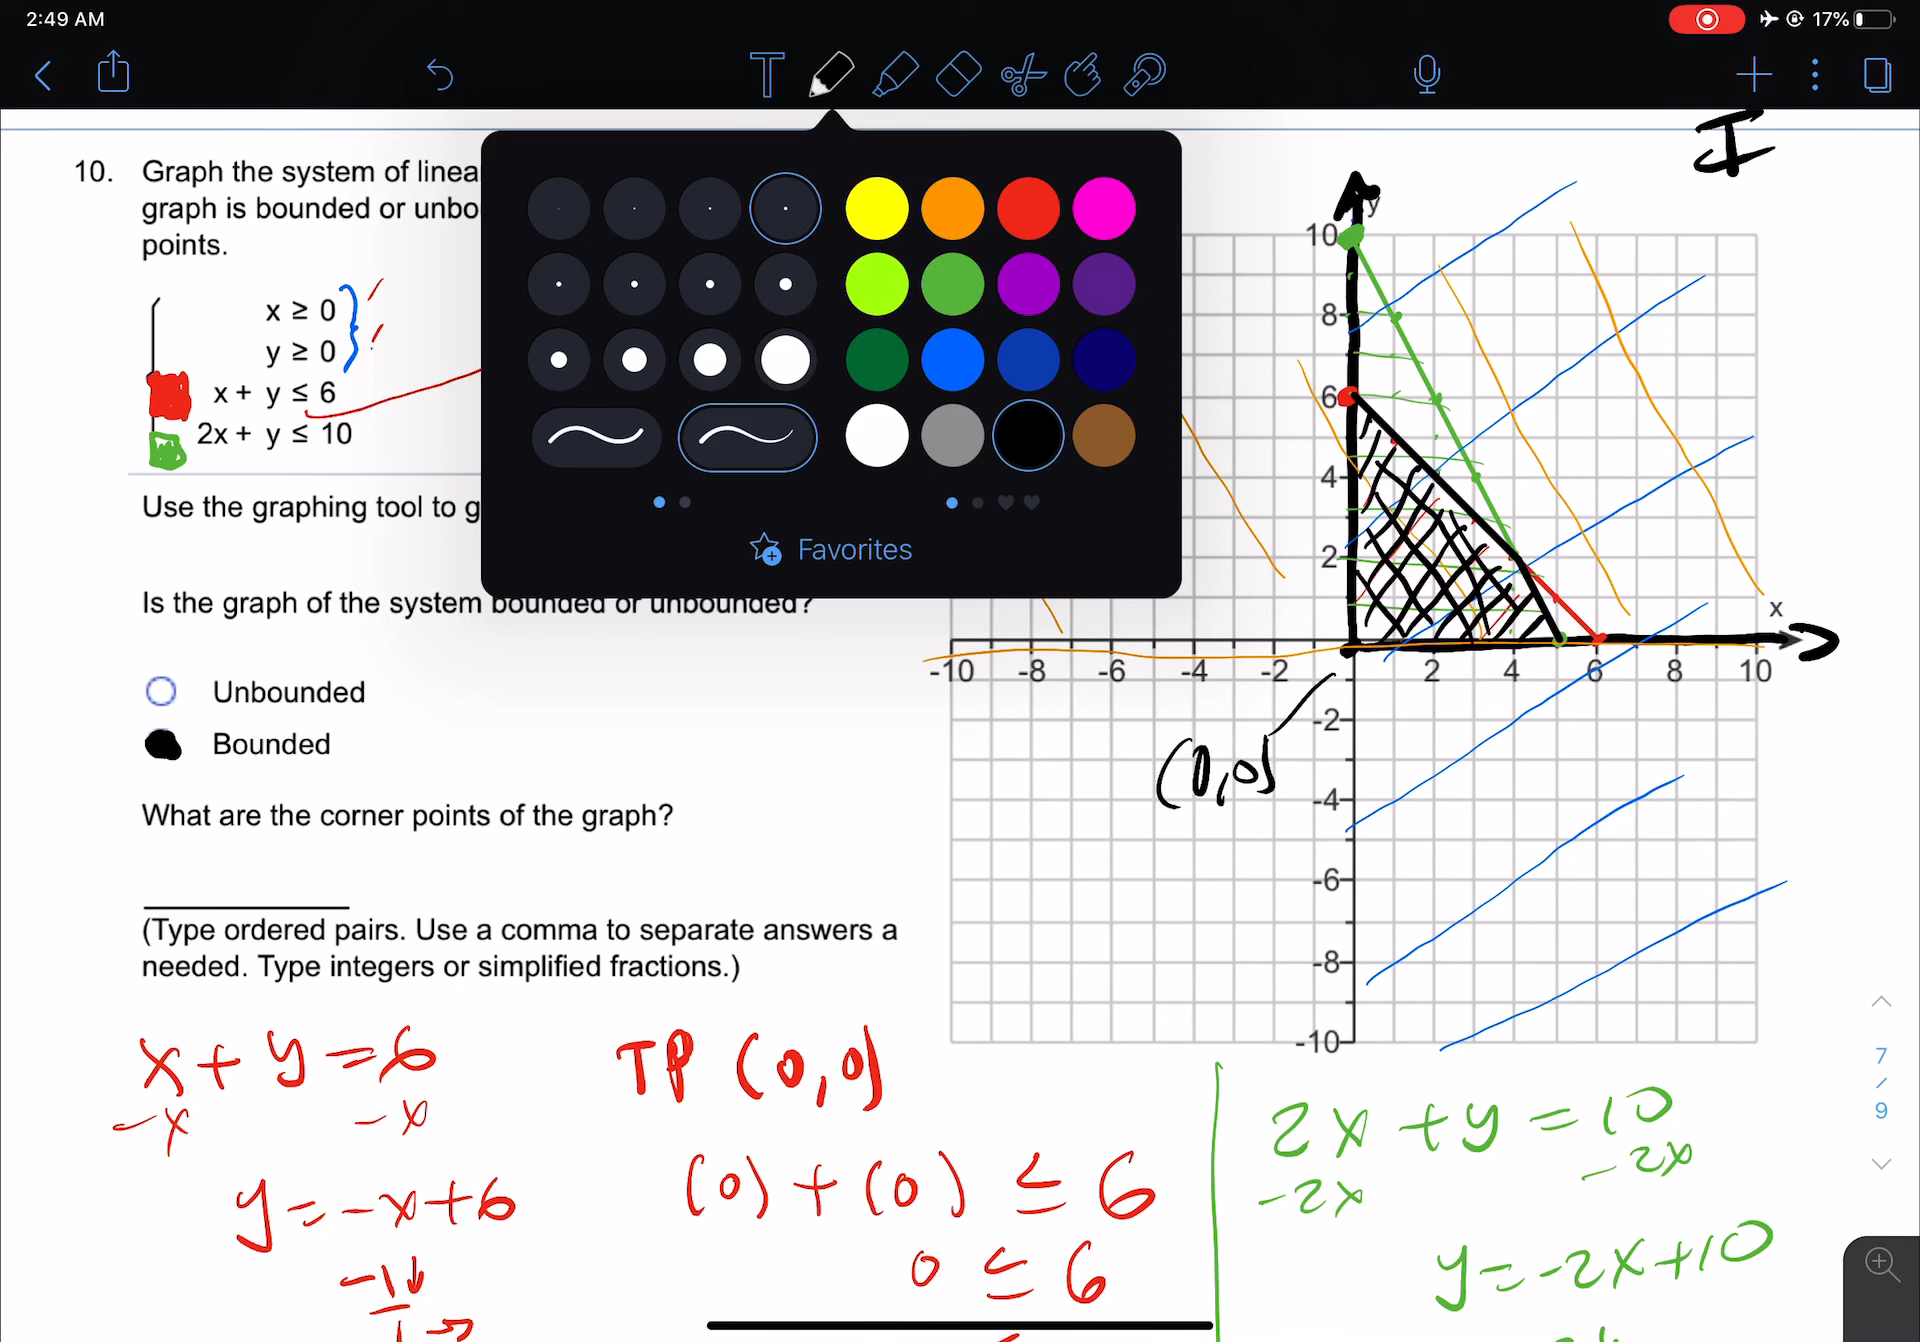 2:49 AM
17%
T
10. Graph the system of linea
graph is bounded or unbo
points.
x ≥ 0
y ≥ 0
x + y ≤ 6
2x + y ≤ 10
Use the graphing tool to g
Favorites
Is the graph of the system bounded or unbounded?
Unbounded
Bounded
What are the corner points of the graph?
(Type ordered pairs. Use a comma to separate answers a
needed. Type integers or simplified fractions.)
I
y
10
8
6
4
2
x
-10 -8 -6 -4 -2 2 4 6 8 10
-2
(0,0)
-4
-6
-8
-10
7
/
9
x + y = 6
-x -x
y = -x+6
-1↓
1→
TP (0,0)
(0) + (0) ≤ 6
0 ≤ 6
2x + y = 10
-2x -2x
y = -2x+10